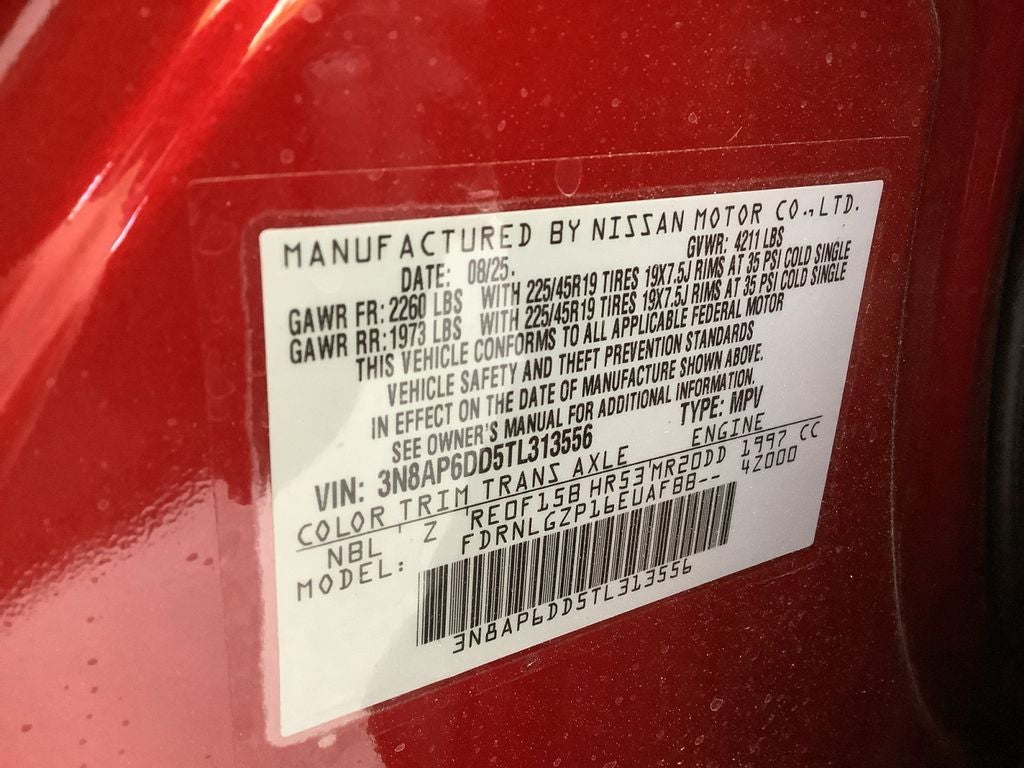 MANUFACTURED BY NISSAN MOTOR CO.,LTD.
DATE: 08/25. GVWR: 4211 LBS
GAWR FR: 2260 LBS WITH 225/45R19 TIRES 19X7.5J RIMS AT 35 PSI COLD SINGLE
GAWR RR: 1973 LBS WITH 225/45R19 TIRES 19X7.5J RIMS AT 35 PSI COLD SINGLE
THIS VEHICLE CONFORMS TO ALL APPLICABLE FEDERAL MOTOR
VEHICLE SAFETY AND THEFT PREVENTION STANDARDS
IN EFFECT ON THE DATE OF MANUFACTURE SHOWN ABOVE.
SEE OWNER'S MANUAL FOR ADDITIONAL INFORMATION.
VIN: 3N8AP6DD5TL313556 TYPE: MPV
COLOR TRIM TRANS AXLE ENGINE
NBL ' Z RE0F15B HR53 MR20DD 1997 CC
MODEL: FDRNLGZP16EUAFBB-- 4Z000
3N8AP6DD5TL313556